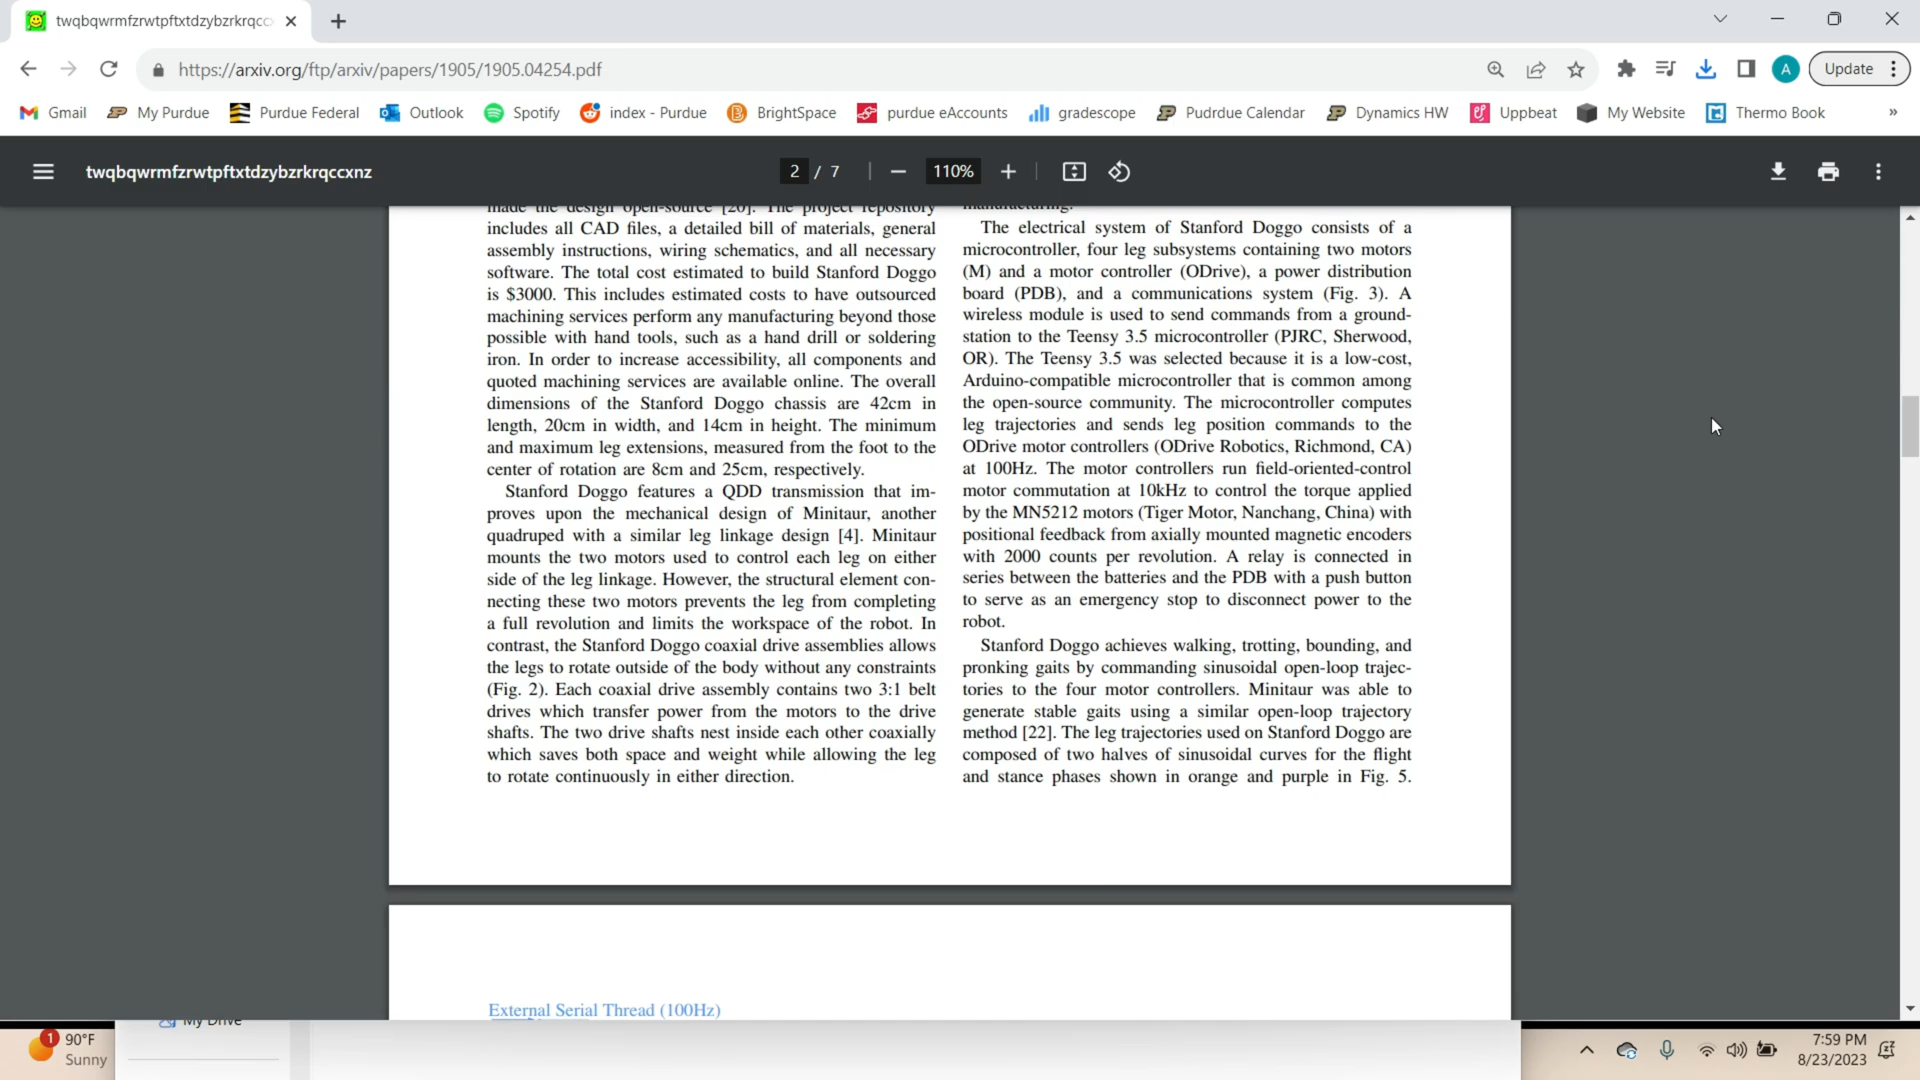 twqbqwrmfzrwtpftxtdzybzrkrqcc
https://arxiv.org/ftp/arxiv/papers/1905/1905.04254.pdf
A
Update
Gmail
My Purdue
Purdue Federal
Outlook
Spotify
index - Purdue
BrightSpace
purdue eAccounts
gradescope
Pudrdue Calendar
Dynamics HW
Uppbeat
My Website
Thermo Book
»
twqbqwrmfzrwtpftxtdzybzrkrqccxnz
2 / 7
110%
made the design open-source [20]. The project repository
includes all CAD files, a detailed bill of materials, general
assembly instructions, wiring schematics, and all necessary
software. The total cost estimated to build Stanford Doggo
is $3000. This includes estimated costs to have outsourced
machining services perform any manufacturing beyond those
possible with hand tools, such as a hand drill or soldering
iron. In order to increase accessibility, all components and
quoted machining services are available online. The overall
dimensions of the Stanford Doggo chassis are 42cm in
length, 20cm in width, and 14cm in height. The minimum
and maximum leg extensions, measured from the foot to the
center of rotation are 8cm and 25cm, respectively.
Stanford Doggo features a QDD transmission that im-
proves upon the mechanical design of Minitaur, another
quadruped with a similar leg linkage design [4]. Minitaur
mounts the two motors used to control each leg on either
side of the leg linkage. However, the structural element con-
necting these two motors prevents the leg from completing
a full revolution and limits the workspace of the robot. In
contrast, the Stanford Doggo coaxial drive assemblies allows
the legs to rotate outside of the body without any constraints
(Fig. 2). Each coaxial drive assembly contains two 3:1 belt
drives which transfer power from the motors to the drive
shafts. The two drive shafts nest inside each other coaxially
which saves both space and weight while allowing the leg
to rotate continuously in either direction.
manufacturing.
The electrical system of Stanford Doggo consists of a
microcontroller, four leg subsystems containing two motors
(M) and a motor controller (ODrive), a power distribution
board (PDB), and a communications system (Fig. 3). A
wireless module is used to send commands from a ground-
station to the Teensy 3.5 microcontroller (PJRC, Sherwood,
OR). The Teensy 3.5 was selected because it is a low-cost,
Arduino-compatible microcontroller that is common among
the open-source community. The microcontroller computes
leg trajectories and sends leg position commands to the
ODrive motor controllers (ODrive Robotics, Richmond, CA)
at 100Hz. The motor controllers run field-oriented-control
motor commutation at 10kHz to control the torque applied
by the MN5212 motors (Tiger Motor, Nanchang, China) with
positional feedback from axially mounted magnetic encoders
with 2000 counts per revolution. A relay is connected in
series between the batteries and the PDB with a push button
to serve as an emergency stop to disconnect power to the
robot.
Stanford Doggo achieves walking, trotting, bounding, and
pronking gaits by commanding sinusoidal open-loop trajec-
tories to the four motor controllers. Minitaur was able to
generate stable gaits using a similar open-loop trajectory
method [22]. The leg trajectories used on Stanford Doggo are
composed of two halves of sinusoidal curves for the flight
and stance phases shown in orange and purple in Fig. 5.
External Serial Thread (100Hz)
My Drive
1
90°F
Sunny
7:59 PM
8/23/2023